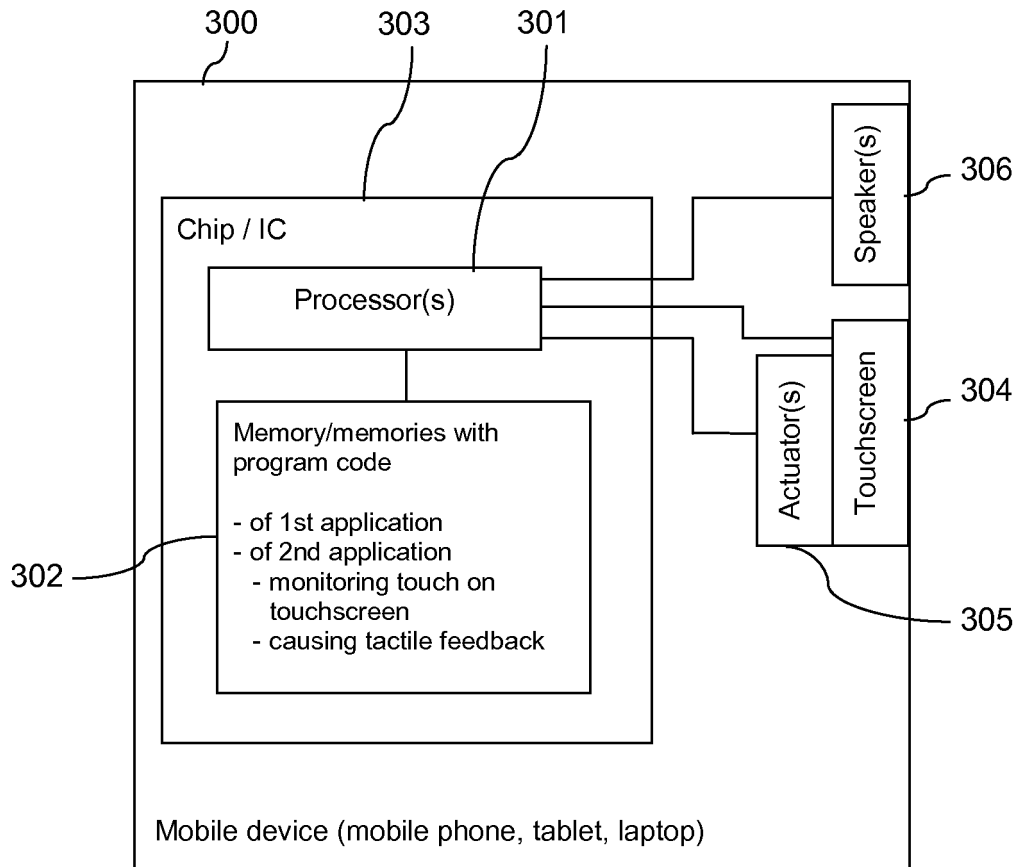 300
303
301
Speaker(s)
306
Chip / IC
Processor(s)
Touchscreen
304
Actuator(s)
Memory/memories with
program code
- of 1st application
- of 2nd application
- monitoring touch on
touchscreen
- causing tactile feedback
302
305
Mobile device (mobile phone, tablet, laptop)